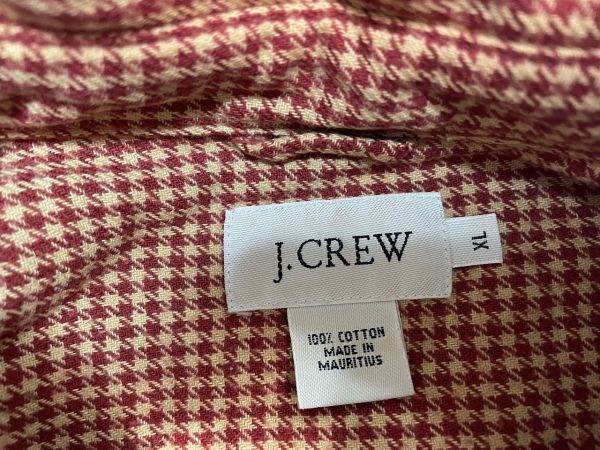 J.CREW
XL
100% COTTON
MADE IN
MAURITIUS